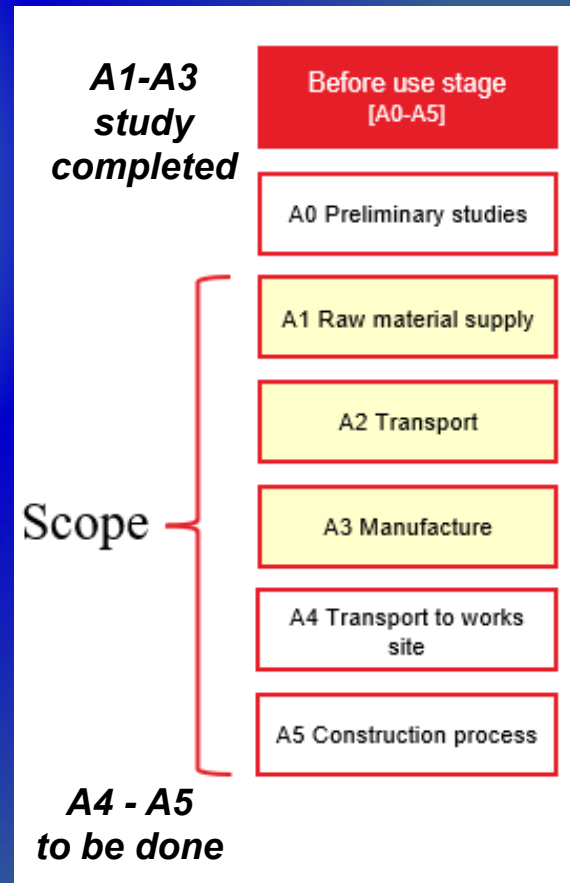 A1-A3
study
completed
Before use stage
[A0-A5]
A0 Preliminary studies
A1 Raw material supply
A2 Transport
A3 Manufacture
Scope
A4 Transport to works
site
A5 Construction process
A4 - A5
to be done